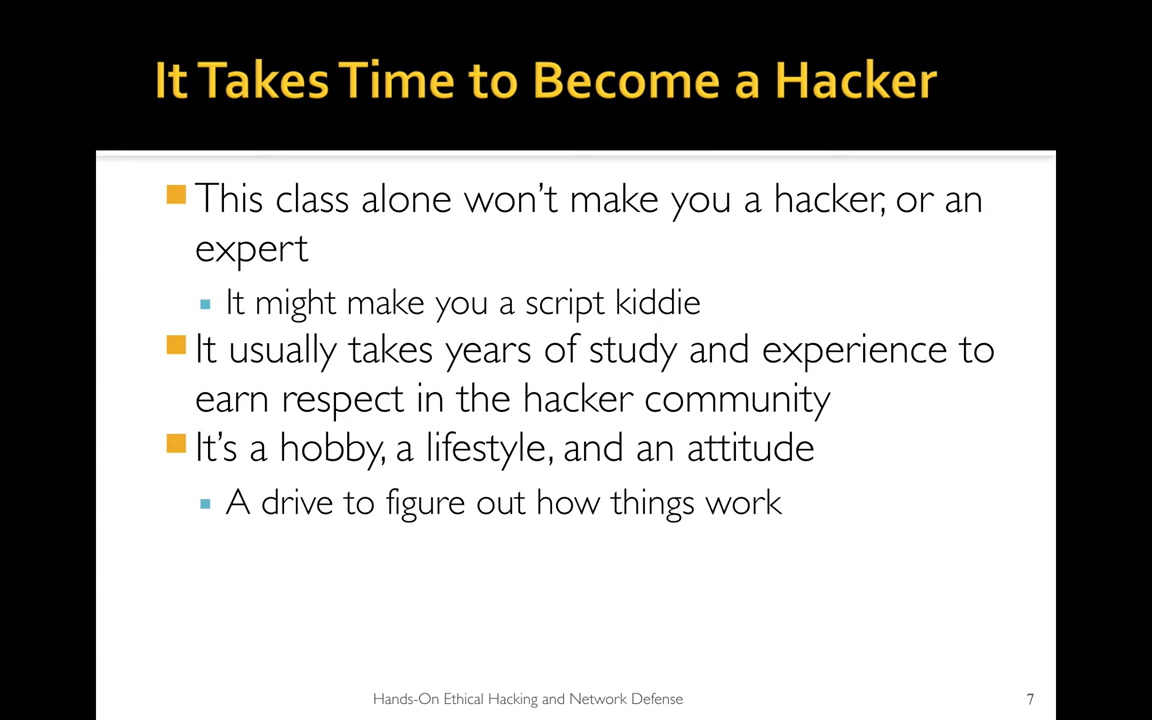 It Takes Time to Become a Hacker
This class alone won't make you a hacker, or an
expert
It might make you a script kiddie
It usually takes years of study and experience to
earn respect in the hacker community
It's a hobby, a lifestyle, and an attitude
A drive to figure out how things work
Hands-On Ethical Hacking and Network Defense
7